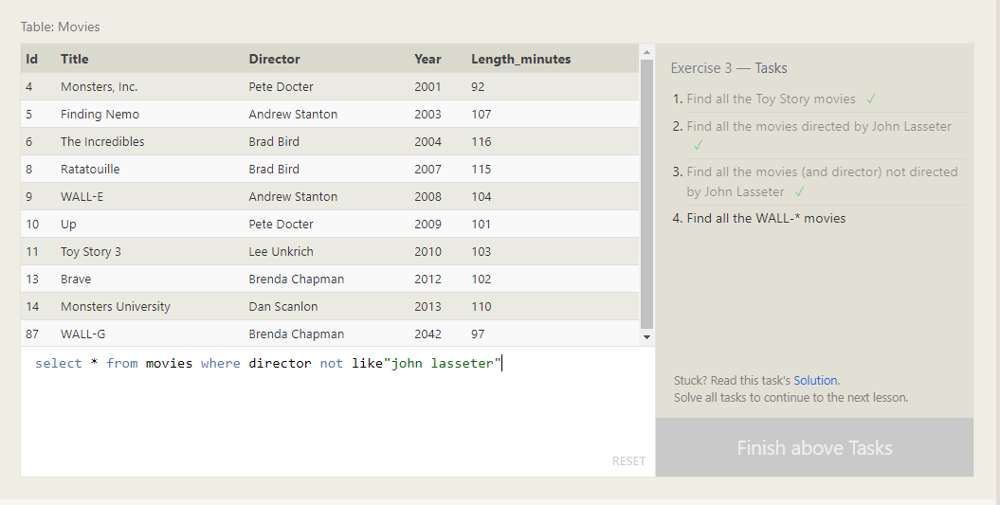 Table: Movies
Id Title Director Year Length_minutes
4 Monsters, Inc. Pete Docter 2001 92
5 Finding Nemo Andrew Stanton 2003 107
6 The Incredibles Brad Bird 2004 116
8 Ratatouille Brad Bird 2007 115
9 WALL-E Andrew Stanton 2008 104
10 Up Pete Docter 2009 101
11 Toy Story 3 Lee Unkrich 2010 103
13 Brave Brenda Chapman 2012 102
14 Monsters University Dan Scanlon 2013 110
87 WALL-G Brenda Chapman 2042 97
select * from movies where director not like"john lasseter"
RESET
Exercise 3 — Tasks
1. Find all the Toy Story movies ✓
2. Find all the movies directed by John Lasseter
✓
3. Find all the movies (and director) not directed
by John Lasseter ✓
4. Find all the WALL-* movies
Stuck? Read this task's Solution.
Solve all tasks to continue to the next lesson.
Finish above Tasks